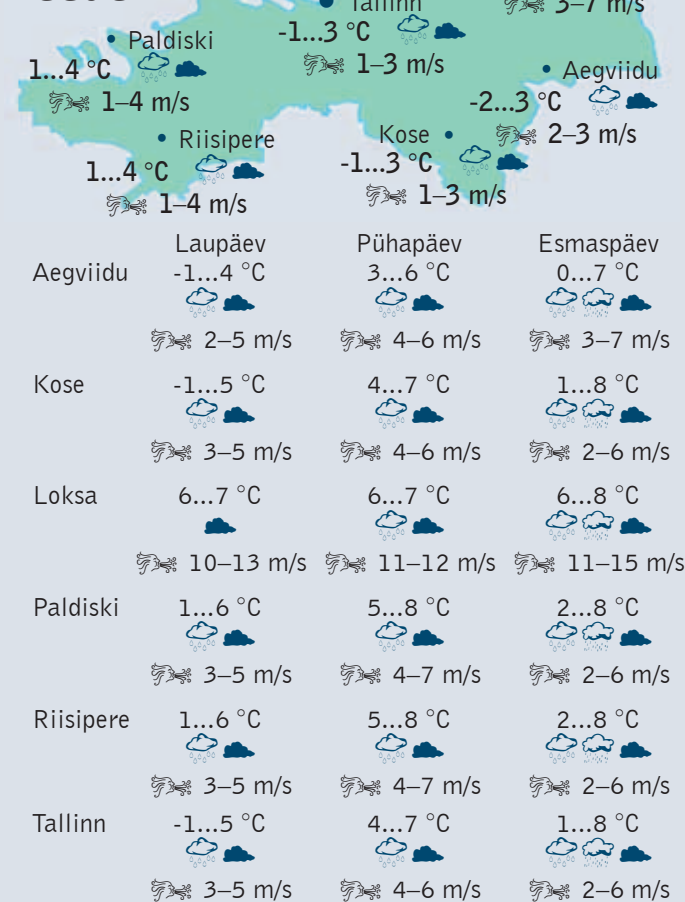 Tallinn
3–7 m/s
Paldiski
-1...3 °C
1...4 °C
1–3 m/s
Aegviidu
1–4 m/s
-2...3 °C
Riisipere
Kose
2–3 m/s
1...4 °C
-1...3 °C
1–4 m/s
1–3 m/s
Laupäev Pühapäev Esmaspäev
Aegviidu -1...4 °C 3...6 °C 0...7 °C
2–5 m/s 4–6 m/s 3–7 m/s
Kose -1...5 °C 4...7 °C 1...8 °C
3–5 m/s 4–6 m/s 2–6 m/s
Loksa 6...7 °C 6...7 °C 6...8 °C
10–13 m/s 11–12 m/s 11–15 m/s
Paldiski 1...6 °C 5...8 °C 2...8 °C
3–5 m/s 4–7 m/s 2–6 m/s
Riisipere 1...6 °C 5...8 °C 2...8 °C
3–5 m/s 4–7 m/s 2–6 m/s
Tallinn -1...5 °C 4...7 °C 1...8 °C
3–5 m/s 4–6 m/s 2–6 m/s